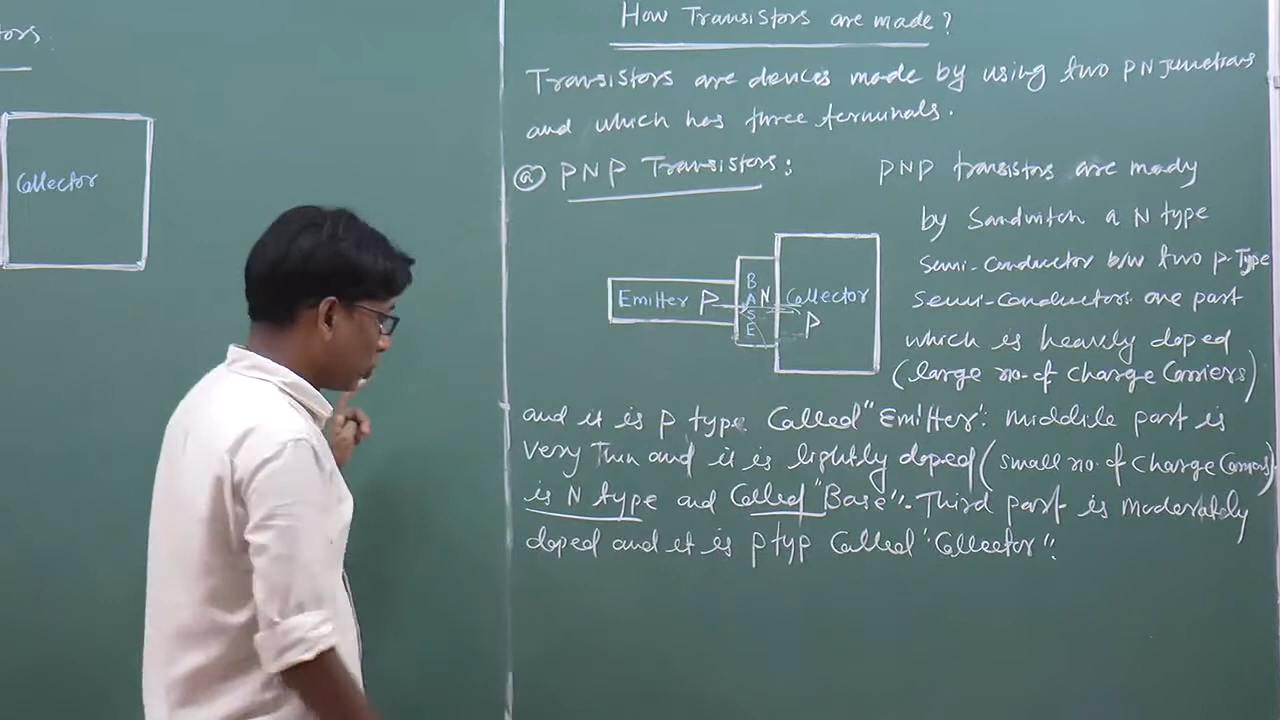 tors.
Collector
How Transistors are made?
Transistors are devices made by using two PN Junctions
and which has three terminals.
(a) PNP Transistors:
PNP transistors are mady
by Sandwitch a N type
Semi-Conductor b/w two p-Type
Semi-Conductors. one part
which is heavily doped
(large no. of Charge Carriers)
Emitter P
BASE
N
Collector
P
and it is p type Called "Emitter". middile part is
very Thin and it is lightly doped (small no. of Charge Carriers)
is N type and Called "Base". Third part is moderately
doped and it is p typ Called "Collector".